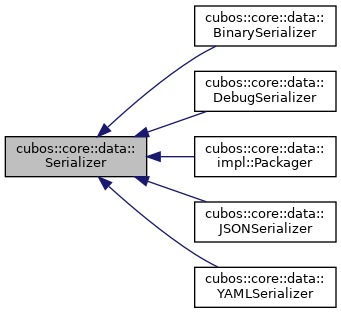 cubos::core::data::
BinarySerializer
cubos::core::data::
DebugSerializer
cubos::core::data::
Serializer
cubos::core::data::
impl::Packager
cubos::core::data::
JSONSerializer
cubos::core::data::
YAMLSerializer